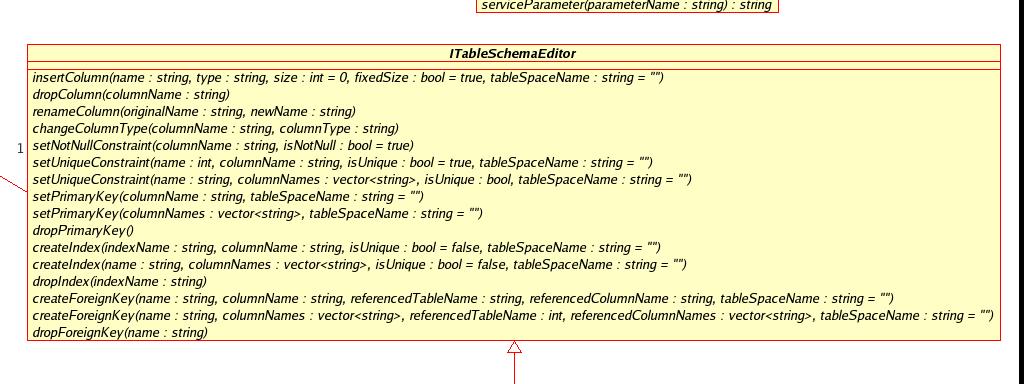 serviceParameter(parameterName : string) : string
ITableSchemaEditor
insertColumn(name : string, type : string, size : int = 0, fixedSize : bool = true, tableSpaceName : string = "")
dropColumn(columnName : string)
renameColumn(originalName : string, newName : string)
changeColumnType(columnName : string, columnType : string)
setNotNullConstraint(columnName : string, isNotNull : bool = true)
1
setUniqueConstraint(name : int, columnName : string, isUnique : bool = true, tableSpaceName : string = "")
setUniqueConstraint(name : string, columnNames : vector<string>, isUnique : bool, tableSpaceName : string = "")
setPrimaryKey(columnName : string, tableSpaceName : string = "")
setPrimaryKey(columnNames : vector<string>, tableSpaceName : string = "")
dropPrimaryKey()
createIndex(indexName : string, columnName : string, isUnique : bool = false, tableSpaceName : string = "")
createIndex(name : string, columnNames : vector<string>, isUnique : bool = false, tableSpaceName : string = "")
dropIndex(indexName : string)
createForeignKey(name : string, columnName : string, referencedTableName : string, referencedColumnName : string, tableSpaceName : string = "")
createForeignKey(name : string, columnNames : vector<string>, referencedTableName : int, referencedColumnNames : vector<string>, tableSpaceName : string = "")
dropForeignKey(name : string)